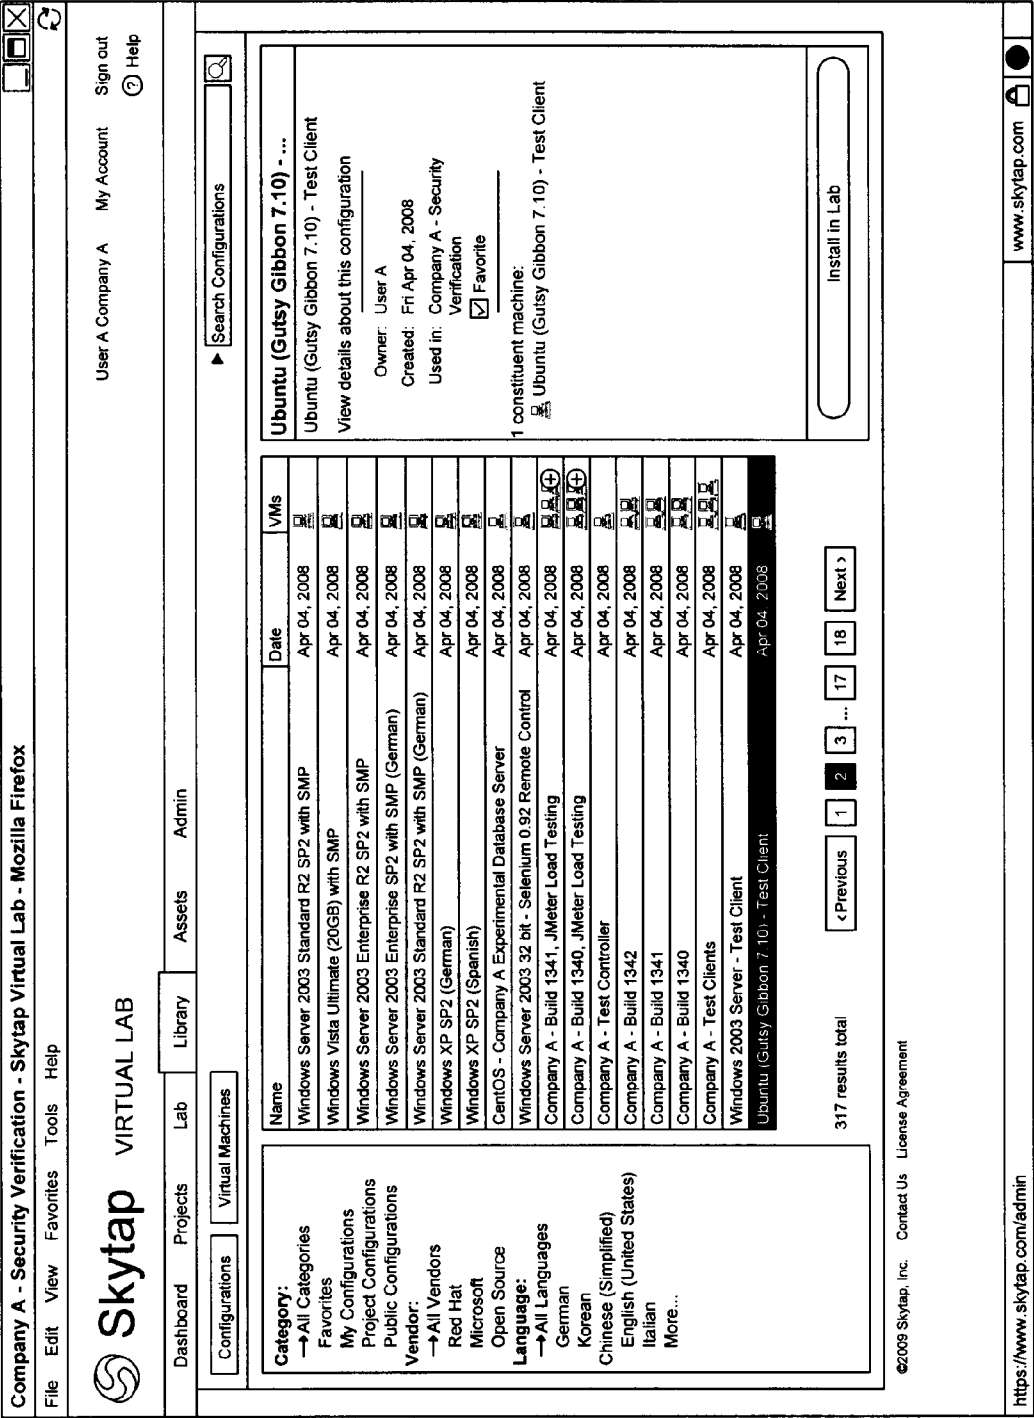 Company A - Security Verification - Skytap Virtual Lab - Mozilla Firefox
File Edit View Favorites Tools Help
Skytap VIRTUAL LAB
User A Company A My Account Sign out
? Help
Dashboard Projects Lab Library Assets Admin
Configurations Virtual Machines
Search Configurations
Category:
→All Categories
Favorites
My Configurations
Project Configurations
Public Configurations
Vendor:
→All Vendors
Red Hat
Microsoft
Open Source
Language:
→All Languages
German
Korean
Chinese (Simplified)
English (United States)
Italian
More...
Name Date VMs
Windows Server 2003 Standard R2 SP2 with SMP Apr 04, 2008
Windows Vista Ultimate (20GB) with SMP Apr 04, 2008
Windows Server 2003 Enterprise R2 SP2 with SMP Apr 04, 2008
Windows Server 2003 Enterprise SP2 with SMP (German) Apr 04, 2008
Windows Server 2003 Standard R2 SP2 with SMP (German) Apr 04, 2008
Windows XP SP2 (German) Apr 04, 2008
Windows XP SP2 (Spanish) Apr 04, 2008
CentOS - Company A Experimental Database Server Apr 04, 2008
Windows Server 2003 32 bit - Selenium 0.92 Remote Control Apr 04, 2008
Company A - Build 1341, JMeter Load Testing Apr 04, 2008
Company A - Build 1340, JMeter Load Testing Apr 04, 2008
Company A - Test Controller Apr 04, 2008
Company A - Build 1342 Apr 04, 2008
Company A - Build 1341 Apr 04, 2008
Company A - Build 1340 Apr 04, 2008
Company A - Test Clients Apr 04, 2008
Windows 2003 Server - Test Client Apr 04, 2008
Ubuntu (Gutsy Gibbon 7.10) - Test Client Apr 04, 2008
317 results total ‹Previous 1 2 3 ... 17 18 Next ›
Ubuntu (Gutsy Gibbon 7.10) - ...
Ubuntu (Gutsy Gibbon 7.10) - Test Client
View details about this configuration
Owner: User A
Created: Fri Apr 04, 2008
Used in: Company A - Security
Verification
Favorite
1 constituent machine:
Ubuntu (Gutsy Gibbon 7.10) - Test Client
Install in Lab
©2009 Skytap, Inc. Contact Us License Agreement
https://www.skytap.com/admin www.skytap.com